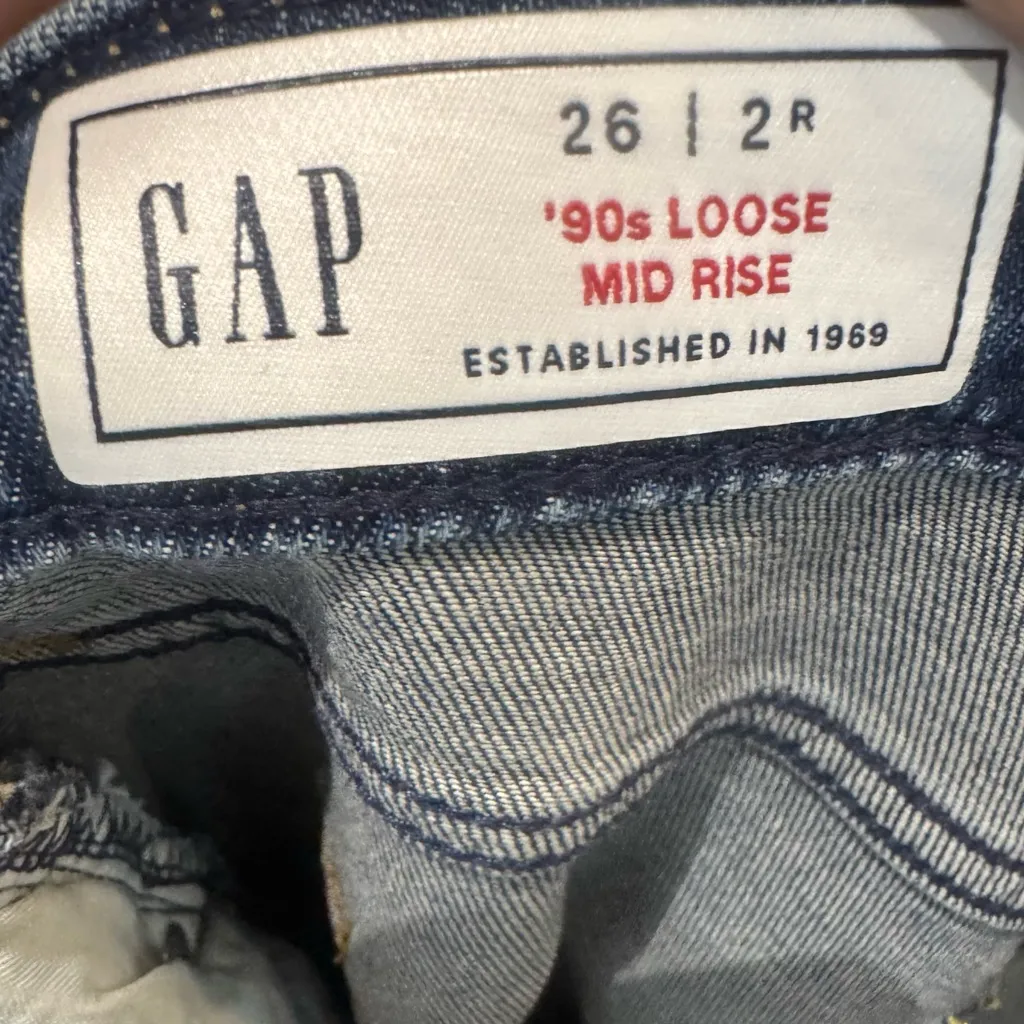 GAP
26 | 2R
'90s LOOSE
MID RISE
ESTABLISHED IN 1969